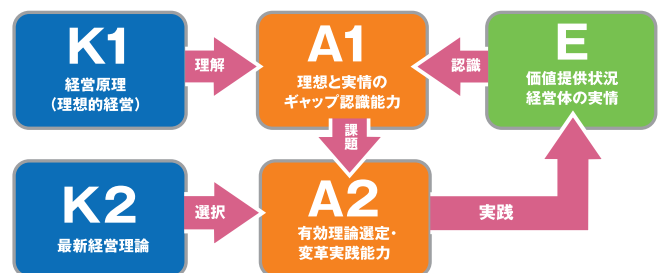 K1
経営原理
（理想的経営）
理解
A1
理想と実情の
ギャップ認識能力
認識
E
価値提供状況
経営体の実情
課題
K2
最新経営理論
選択
A2
有効理論選定・
変革実践能力
実践